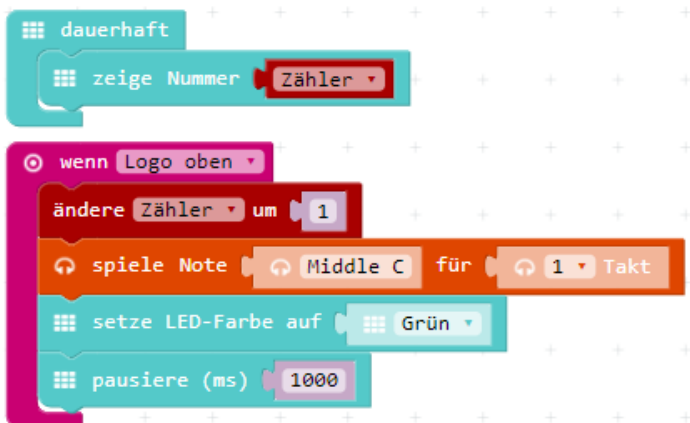 dauerhaft
zeige Nummer Zähler
wenn Logo oben
ändere Zähler um 1
spiele Note Middle C für 1 Takt
setze LED-Farbe auf Grün
pausiere (ms) 1000